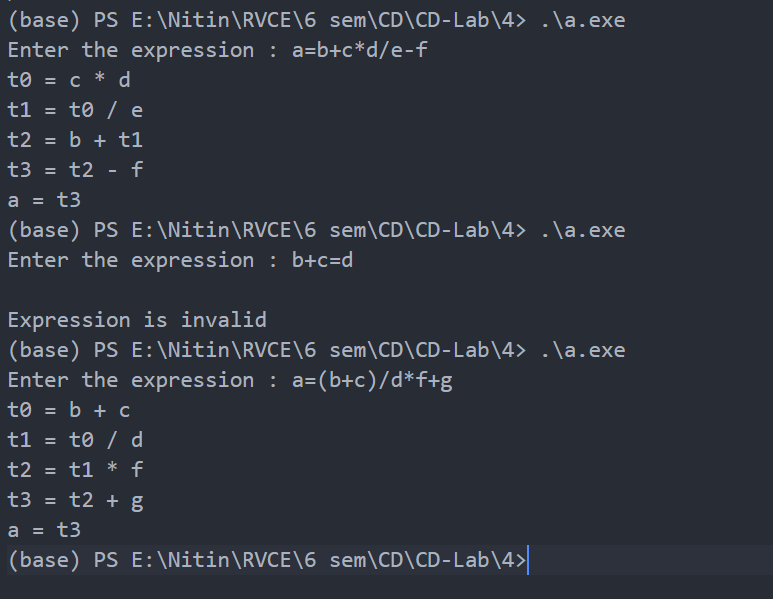 (base) PS E:\Nitin\RVCE\6 sem\CD\CD-Lab\4> .\a.exe
Enter the expression : a=b+c*d/e-f
t0 = c * d
t1 = t0 / e
t2 = b + t1
t3 = t2 - f
a = t3
(base) PS E:\Nitin\RVCE\6 sem\CD\CD-Lab\4> .\a.exe
Enter the expression : b+c=d

Expression is invalid
(base) PS E:\Nitin\RVCE\6 sem\CD\CD-Lab\4> .\a.exe
Enter the expression : a=(b+c)/d*f+g
t0 = b + c
t1 = t0 / d
t2 = t1 * f
t3 = t2 + g
a = t3
(base) PS E:\Nitin\RVCE\6 sem\CD\CD-Lab\4>